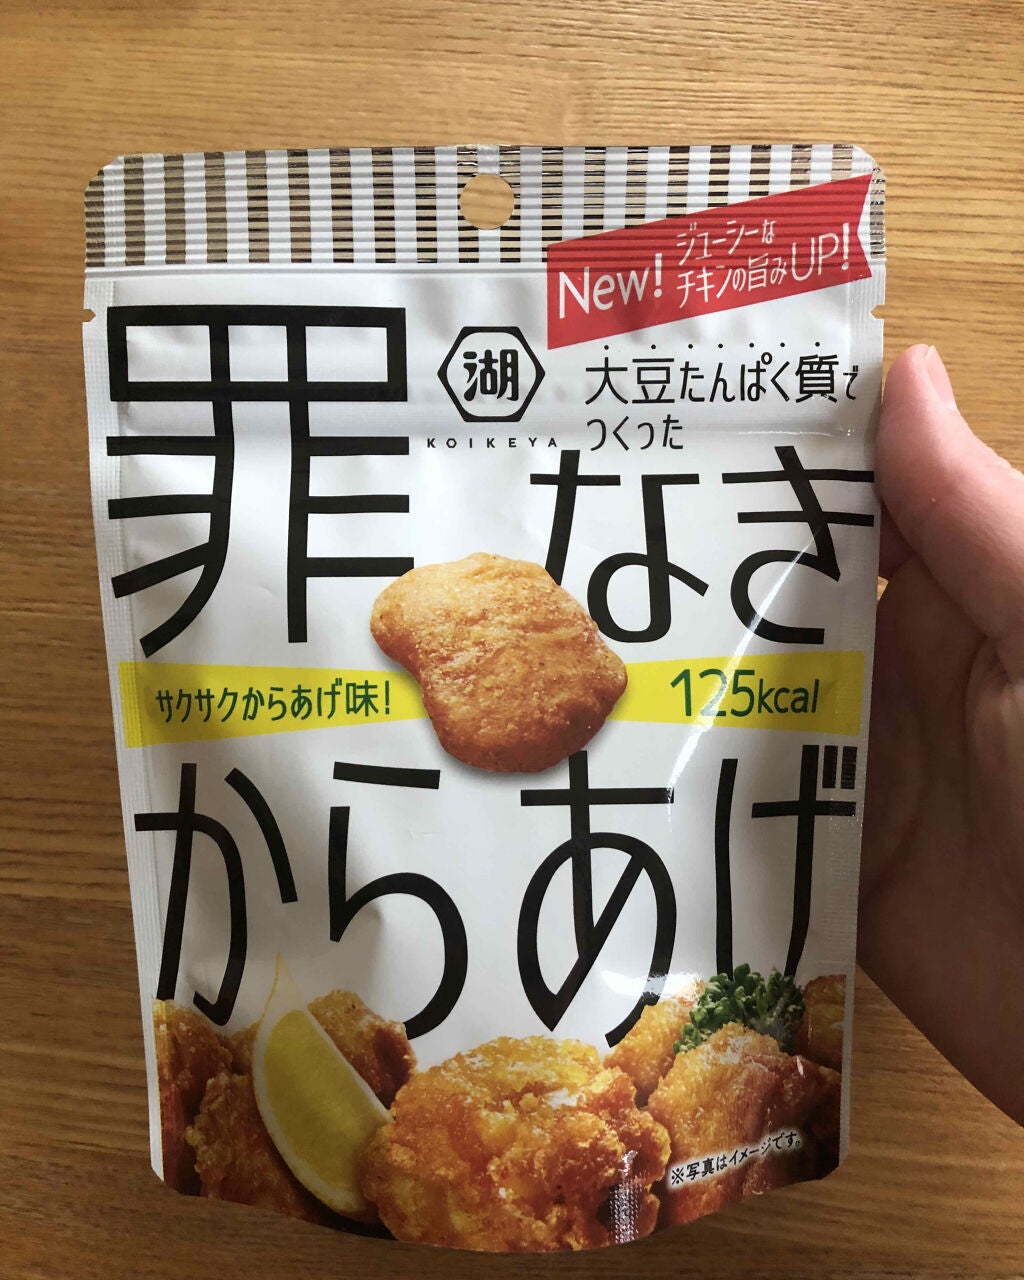 New! ジューシーな
チキンの旨みUP!
湖
KOIKEYA
大豆たんぱく質で
つくった
罪なき
サクサクからあげ味!
125kcal
からあげ
※写真はイメージです。